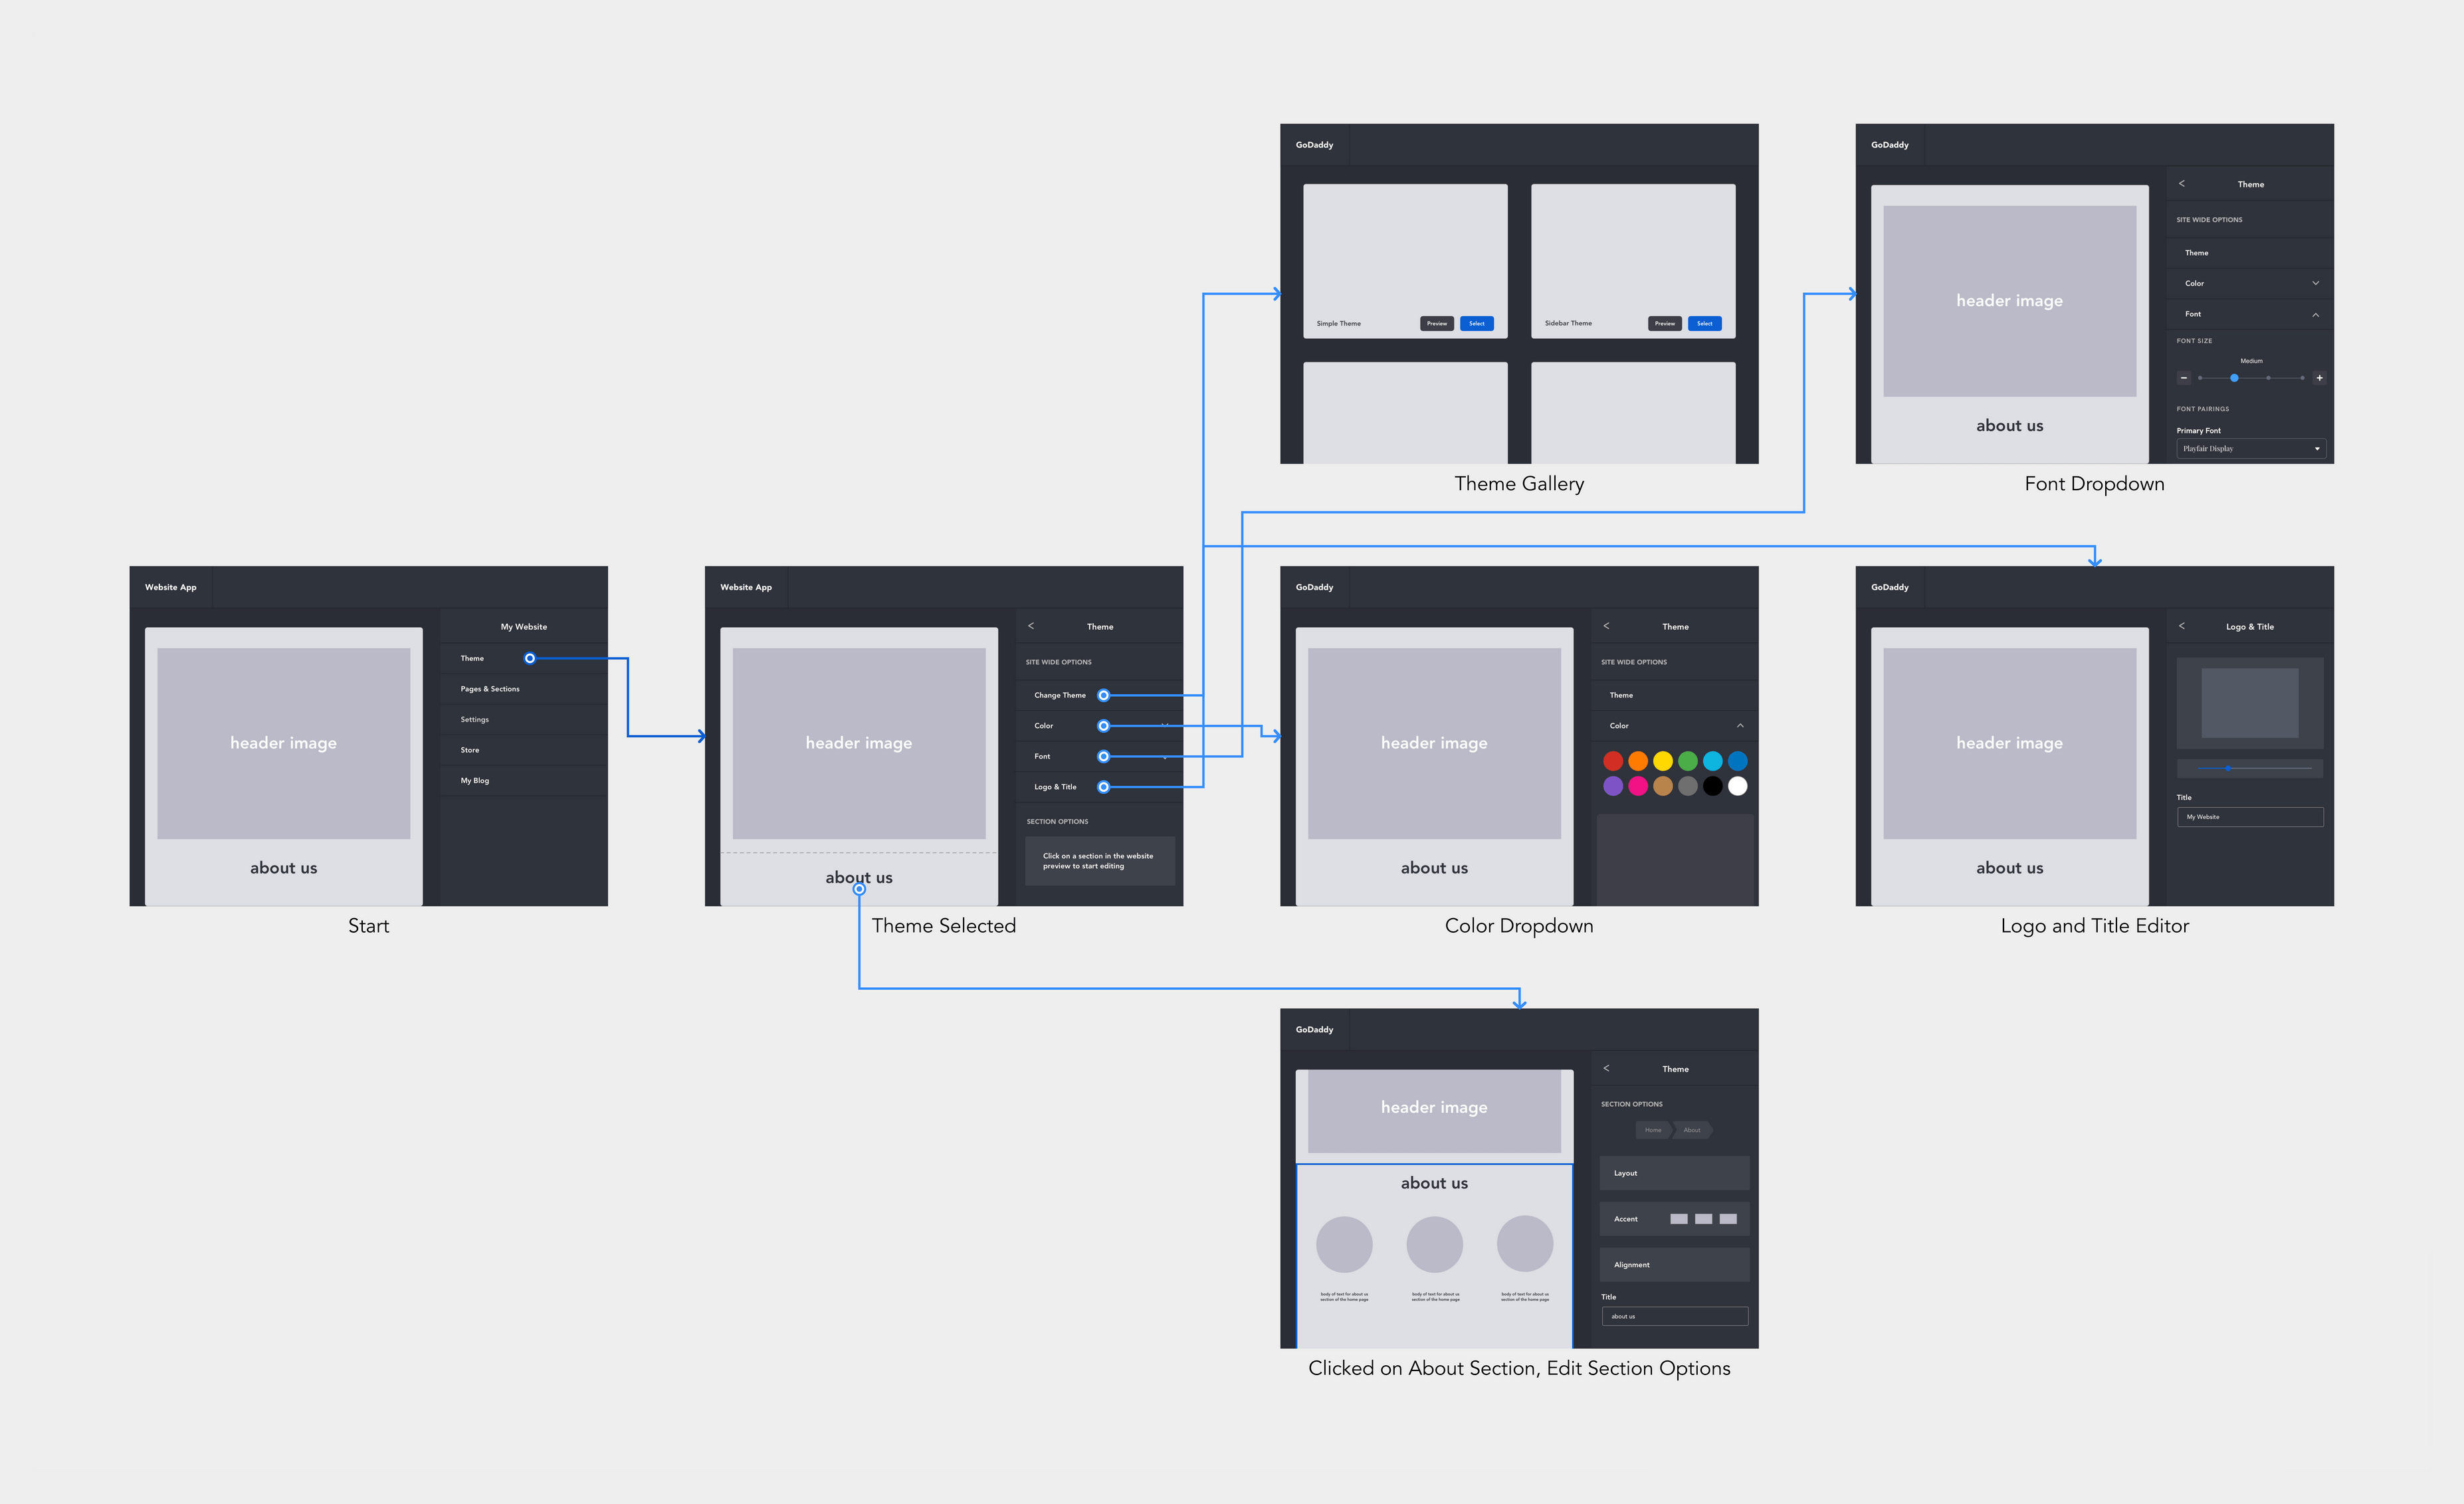 GoDaddy
Simple Theme
Preview
Select
Sidebar Theme
Preview
Select
Theme Gallery
GoDaddy
header image
about us
Theme
SITE WIDE OPTIONS
Theme
Color
Font
FONT SIZE
Medium
FONT PAIRINGS
Primary Font
Playfair Display
Font Dropdown
Website App
header image
about us
My Website
Theme
Pages & Sections
Settings
Store
My Blog
Start
Website App
header image
about us
Theme
SITE WIDE OPTIONS
Change Theme
Color
Font
Logo & Title
SECTION OPTIONS
Click on a section in the website
preview to start editing
Theme Selected
GoDaddy
header image
about us
Theme
SITE WIDE OPTIONS
Theme
Color
Color Dropdown
GoDaddy
header image
about us
Logo & Title
Title
My Website
Logo and Title Editor
GoDaddy
header image
about us
body of text for about us
section of the home page
body of text for about us
section of the home page
body of text for about us
section of the home page
Theme
SECTION OPTIONS
Home
About
Layout
Accent
Alignment
Title
about us
Clicked on About Section, Edit Section Options